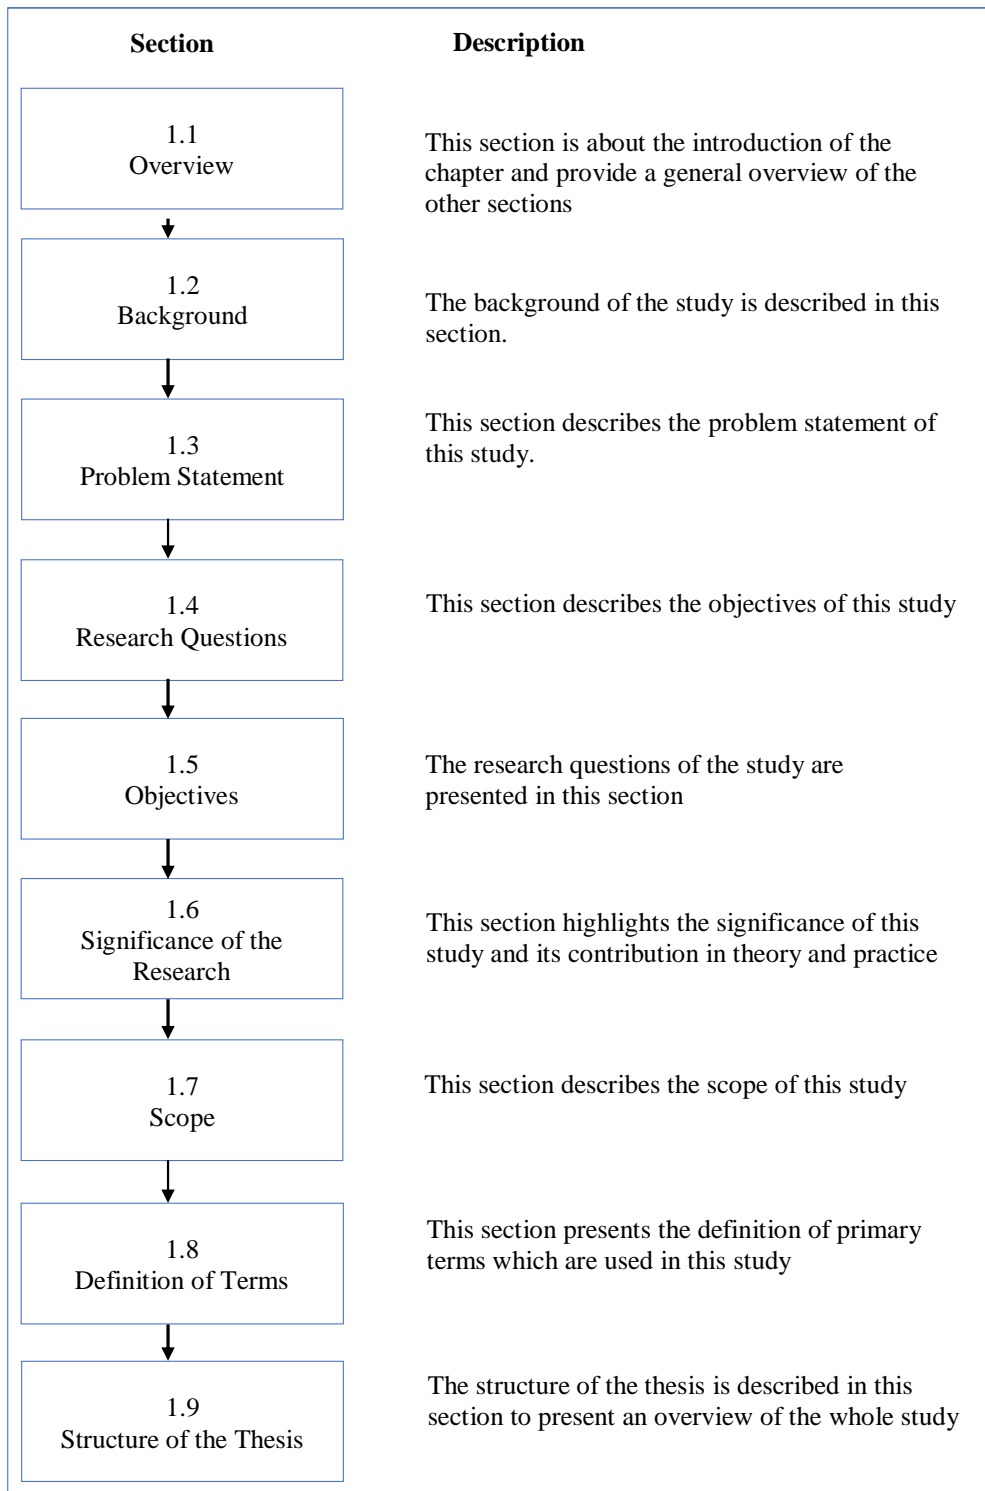 Section
Description
1.1
Overview
This section is about the introduction of the
chapter and provide a general overview of the
other sections
1.2
Background
The background of the study is described in this
section.
1.3
Problem Statement
This section describes the problem statement of
this study.
1.4
Research Questions
This section describes the objectives of this study
1.5
Objectives
The research questions of the study are
presented in this section
1.6
Significance of the
Research
This section highlights the significance of this
study and its contribution in theory and practice
1.7
Scope
This section describes the scope of this study
1.8
Definition of Terms
This section presents the definition of primary
terms which are used in this study
1.9
Structure of the Thesis
The structure of the thesis is described in this
section to present an overview of the whole study